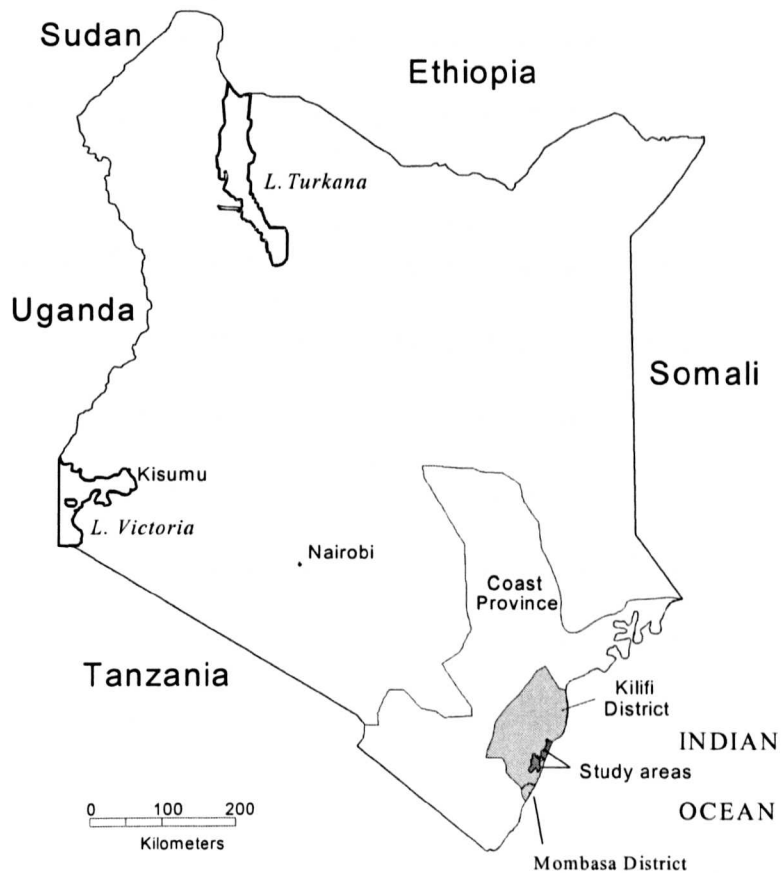 Sudan
Ethiopia
L. Turkana
Uganda
Somali
Kisumu
L. Victoria
Nairobi
Coast
Province
Tanzania
Kilifi
District
INDIAN
Study areas
OCEAN
0 100 200
Kilometers
Mombasa District